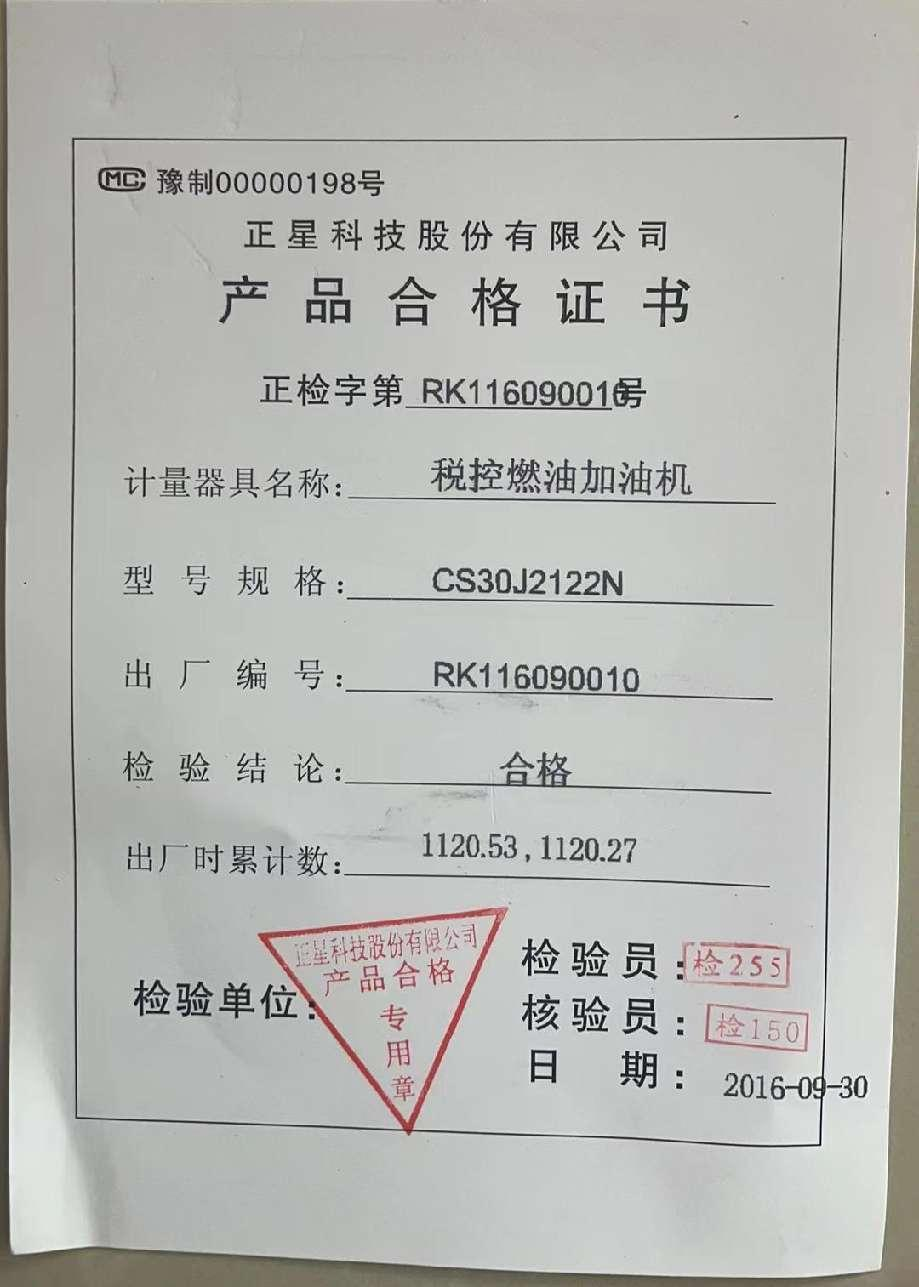 MC 豫制00000198号
正星科技股份有限公司
产品合格证书
正检字第 RK116090010号
计量器具名称: 税控燃油加油机
型号规格: CS30J2122N
出厂编号: RK116090010
检验结论: 合格
出厂时累计数: 1120.53 , 1120.27
正星科技股份有限公司
产品合格
专用章
检验单位:
检验员: 检255
核验员: 检150
日期: 2016-09-30